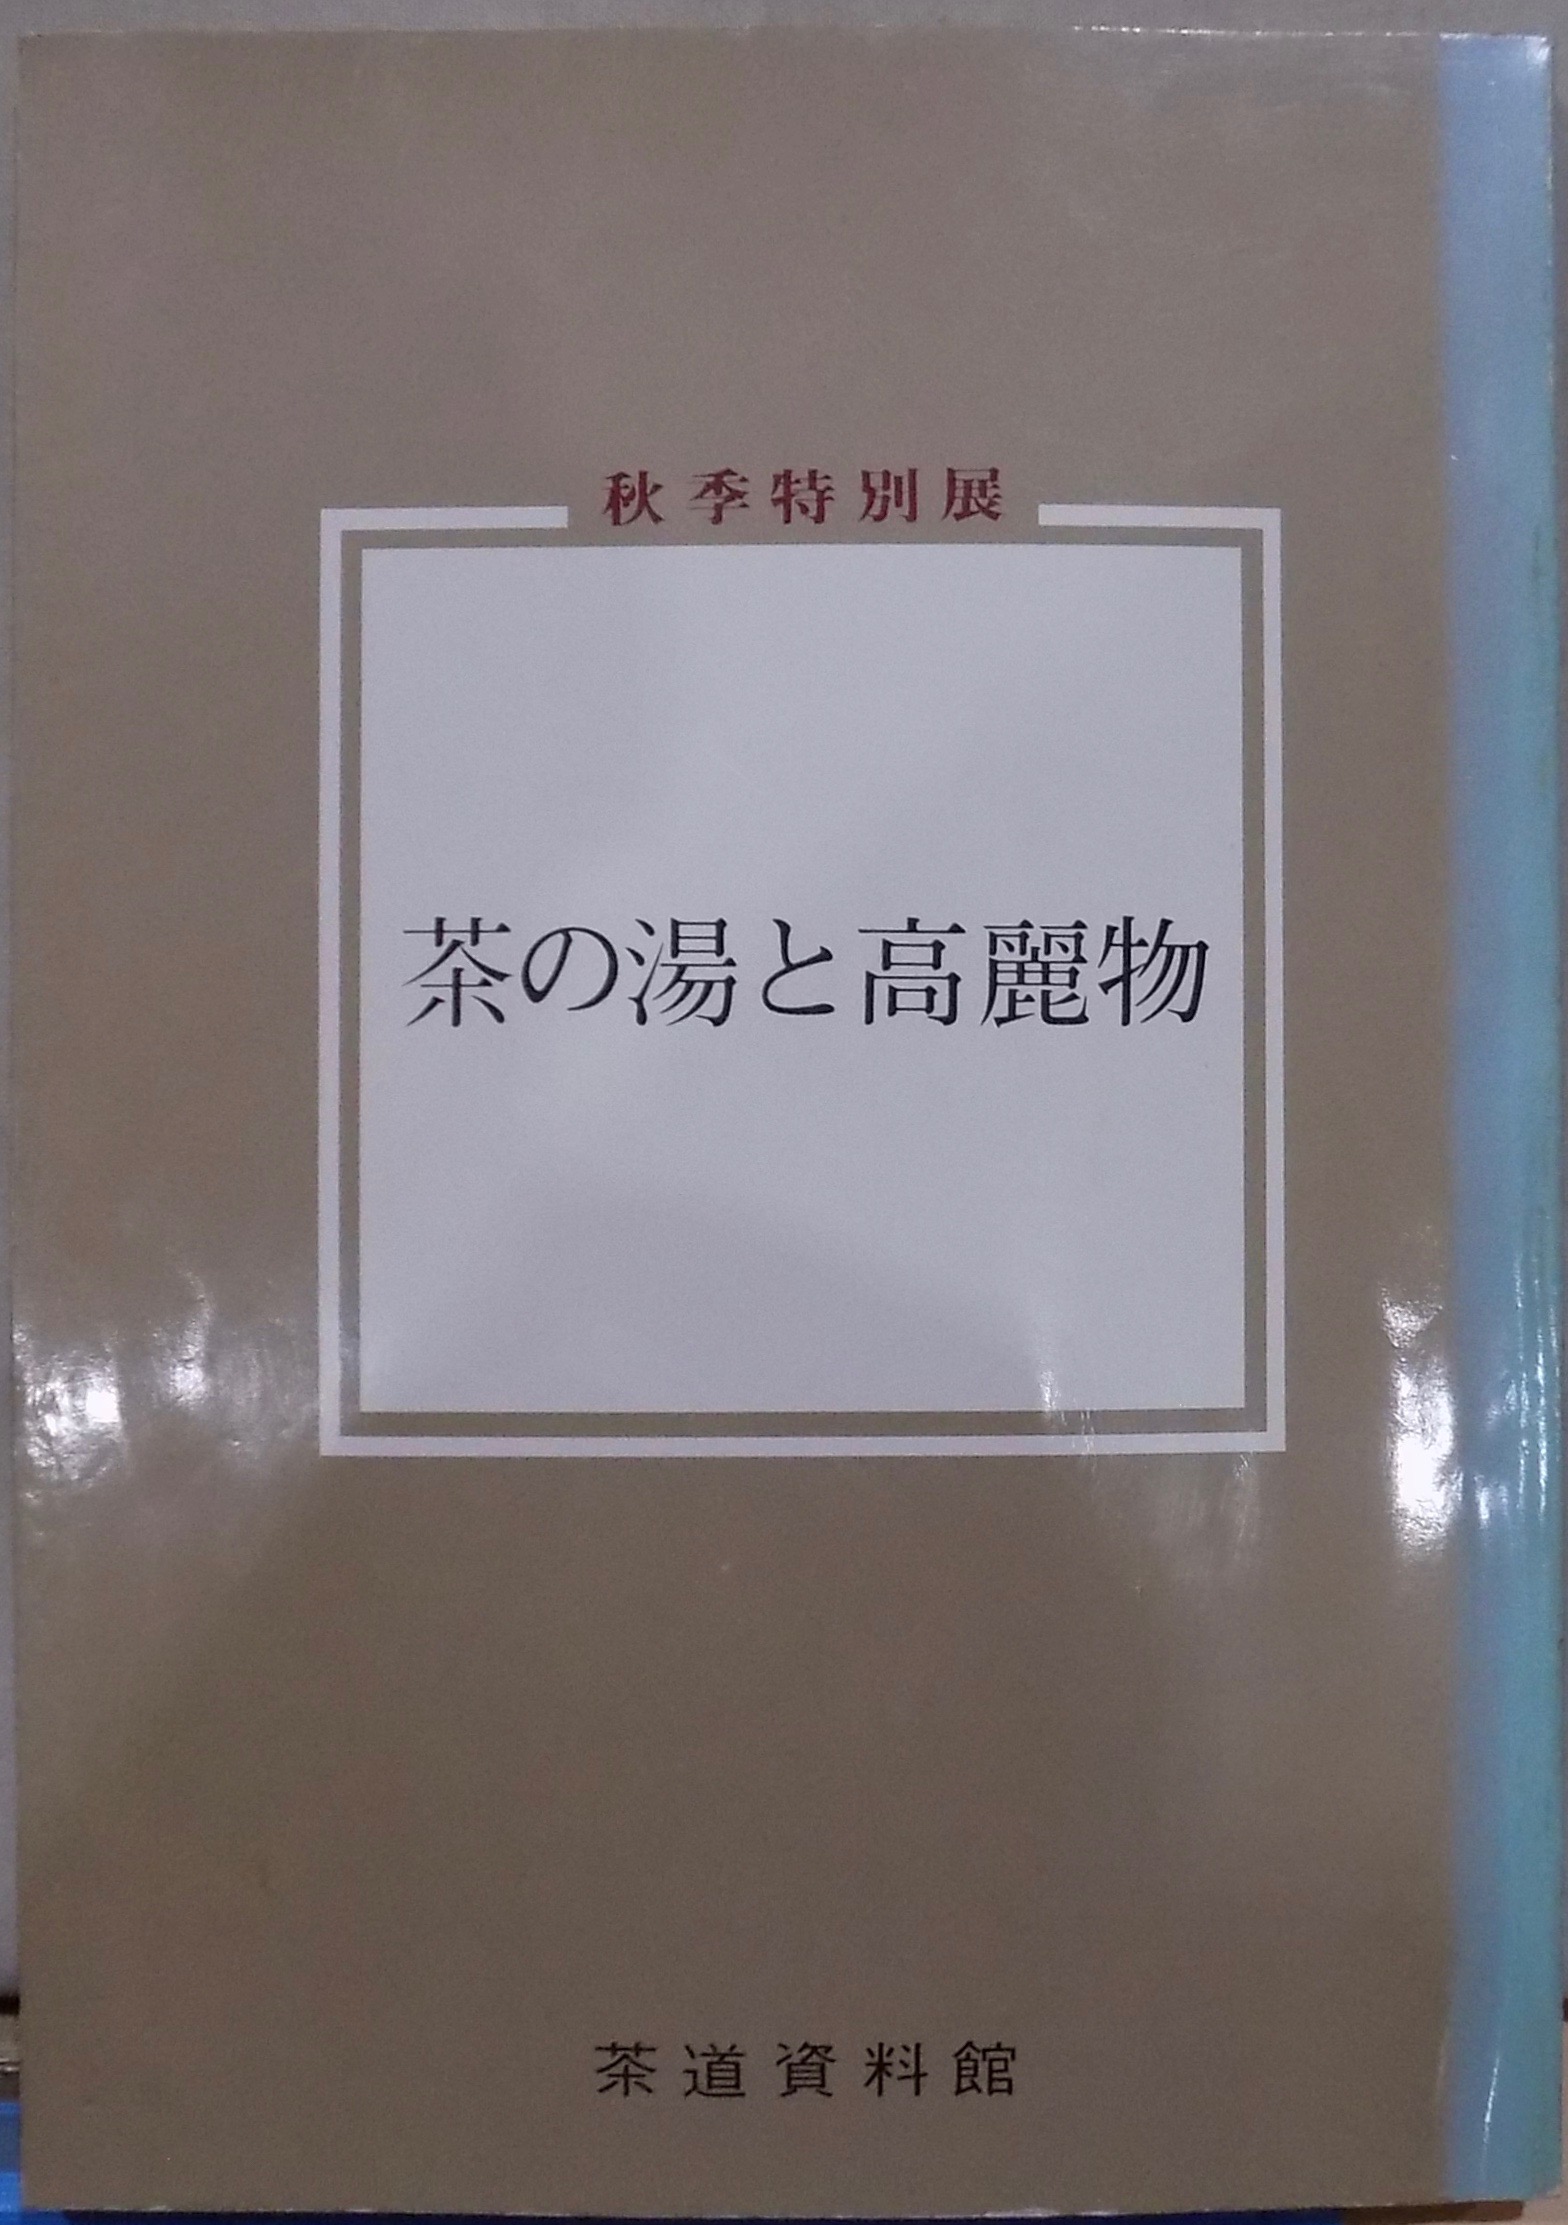 秋季特別展
茶の湯と高麗物
茶道資料館